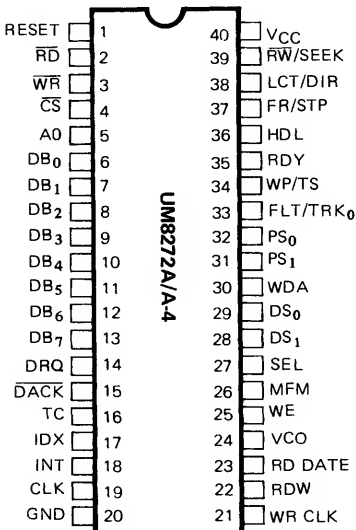 RESET 1 40 VCC
RD 2 39 RW/SEEK
WR 3 38 LCT/DIR
CS 4 37 FR/STP
A0 5 36 HDL
DB0 6 35 RDY
DB1 7 34 WP/TS
DB2 8 33 FLT/TRK0
DB3 9 32 PS0
DB4 10 31 PS1
DB5 11 30 WDA
DB6 12 29 DS0
DB7 13 28 DS1
DRQ 14 27 SEL
DACK 15 26 MFM
TC 16 25 WE
IDX 17 24 VCO
INT 18 23 RD DATE
CLK 19 22 RDW
GND 20 21 WR CLK
UM8272A/A-4